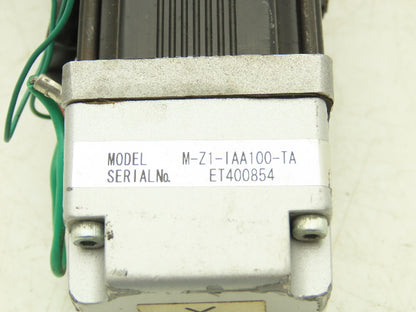 MODEL M-Z1-IAA100-TA
SERIALNo. ET400854